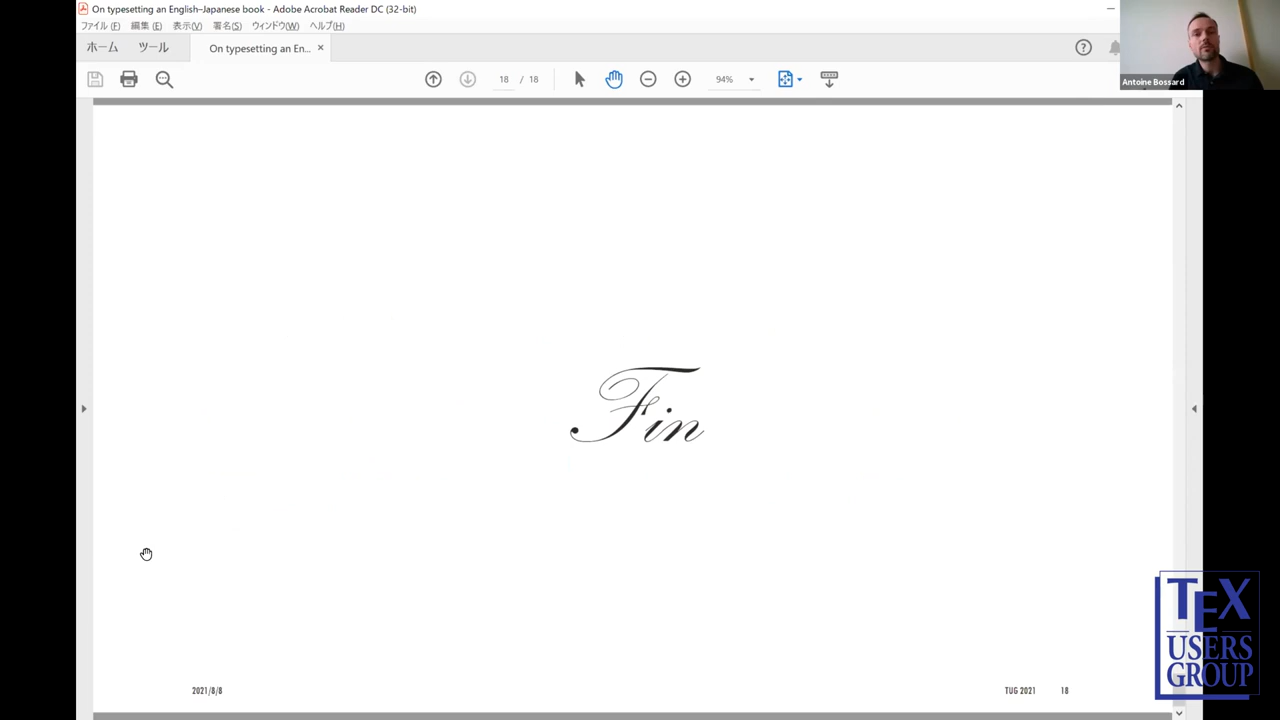 On typesetting an English–Japanese book - Adobe Acrobat Reader DC (32-bit)
ファイル(F) 編集(E) 表示(V) 署名(S) ウィンドウ(W) ヘルプ(H)
ホーム ツール On typesetting an En... ×
18 / 18 94%
Antoine Bossard
Fin
2021/8/8 TUG 2021 18
TEX
USERS
GROUP